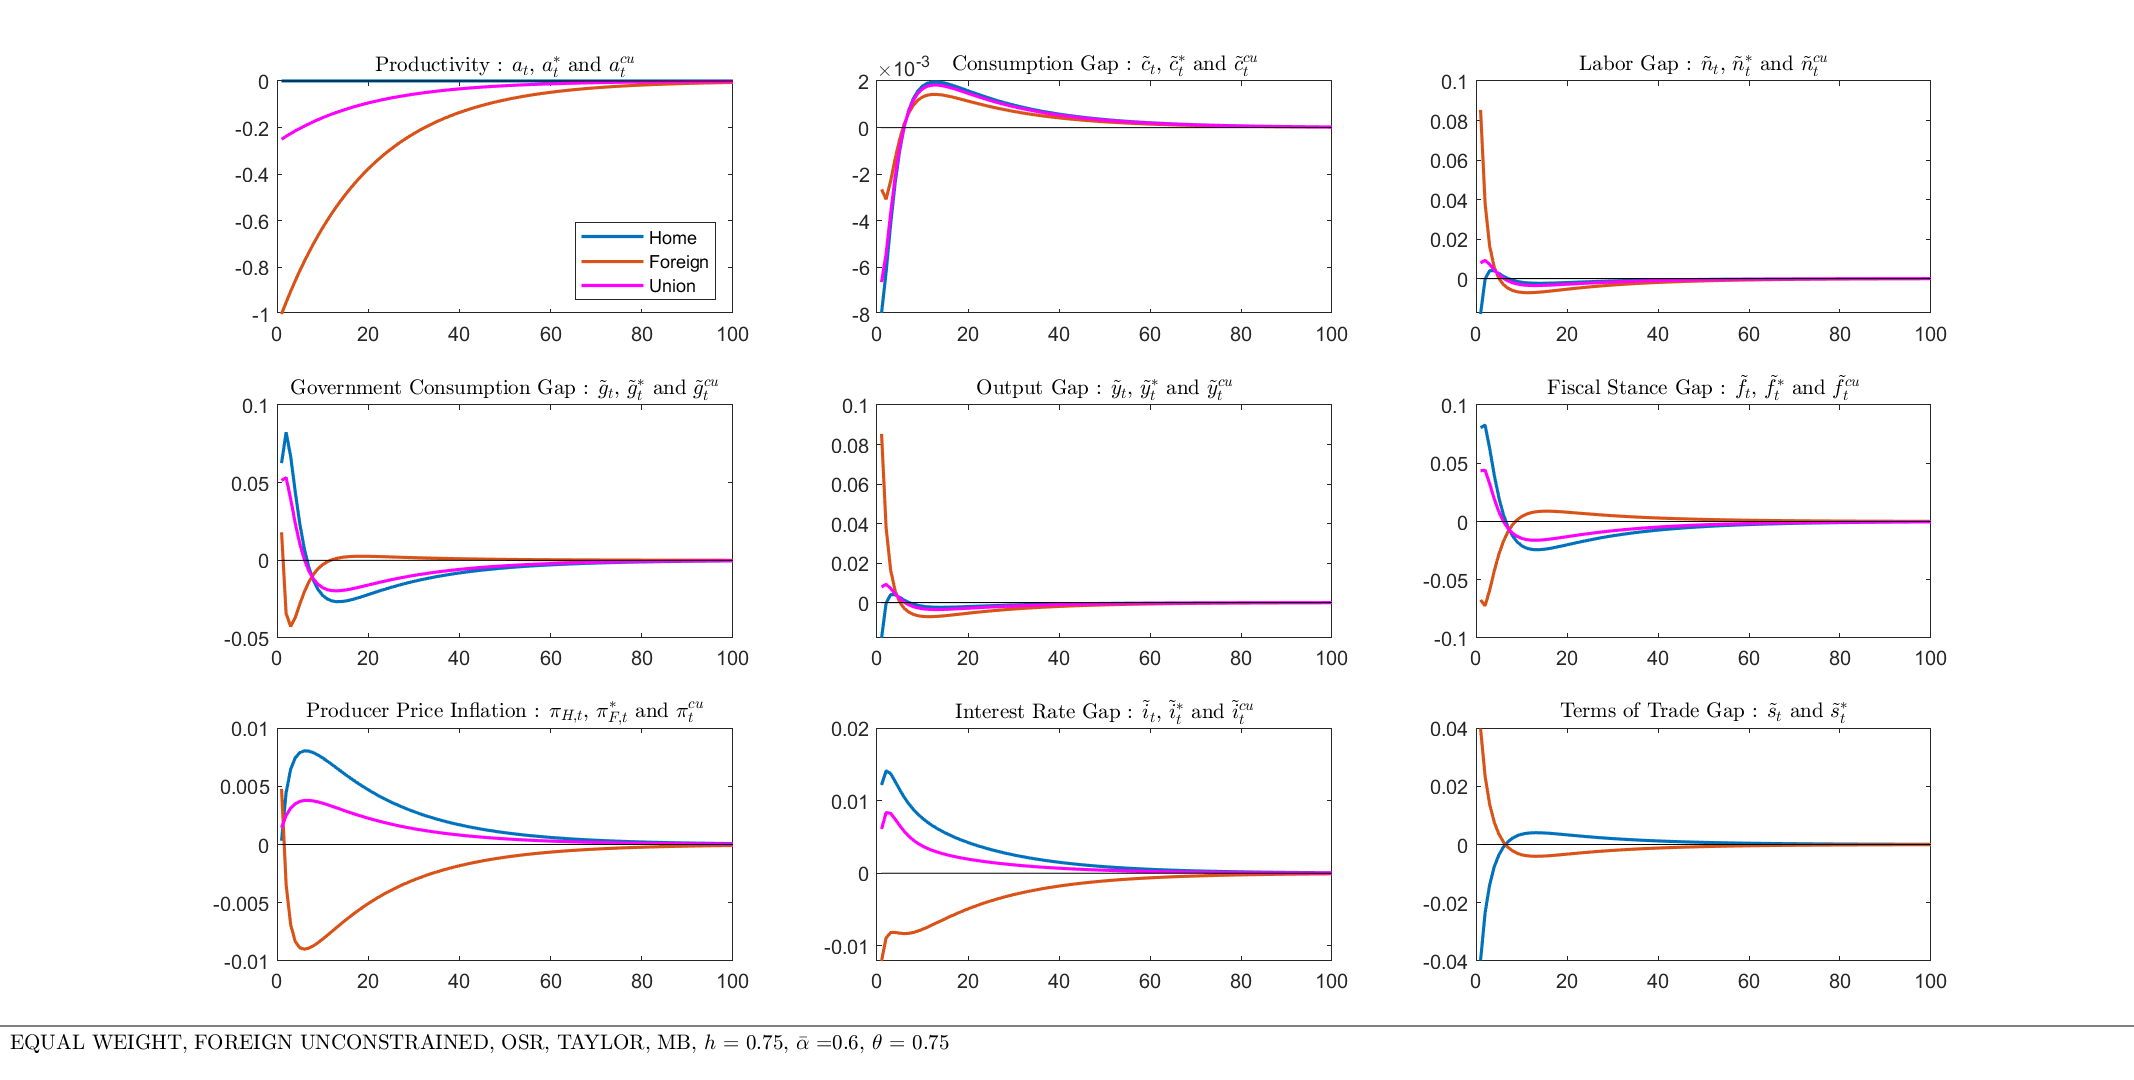 Productivity : a_t, a_t^* and a_t^{cu}
0
-0.2
-0.4
-0.6
-0.8
-1
0 20 40 60 80 100
Home
Foreign
Union
×10^{-3} Consumption Gap : c̃_t, c̃_t^* and c̃_t^{cu}
2
0
-2
-4
-6
-8
0 20 40 60 80 100
Labor Gap : ñ_t, ñ_t^* and ñ_t^{cu}
0.1
0.08
0.06
0.04
0.02
0
0 20 40 60 80 100
Government Consumption Gap : g̃_t, g̃_t^* and g̃_t^{cu}
0.1
0.05
0
-0.05
0 20 40 60 80 100
Output Gap : ỹ_t, ỹ_t^* and ỹ_t^{cu}
0.1
0.08
0.06
0.04
0.02
0
0 20 40 60 80 100
Fiscal Stance Gap : f̃_t, f̃_t^* and f̃_t^{cu}
0.1
0.05
0
-0.05
-0.1
0 20 40 60 80 100
Producer Price Inflation : π_{H,t}, π_{F,t}^* and π_t^{cu}
0.01
0.005
0
-0.005
-0.01
0 20 40 60 80 100
Interest Rate Gap : ĩ_t, ĩ_t^* and ĩ_t^{cu}
0.02
0.01
0
-0.01
0 20 40 60 80 100
Terms of Trade Gap : s̃_t and s̃_t^*
0.04
0.02
0
-0.02
-0.04
0 20 40 60 80 100
EQUAL WEIGHT, FOREIGN UNCONSTRAINED, OSR, TAYLOR, MB, h = 0.75, ᾱ =0.6, θ = 0.75